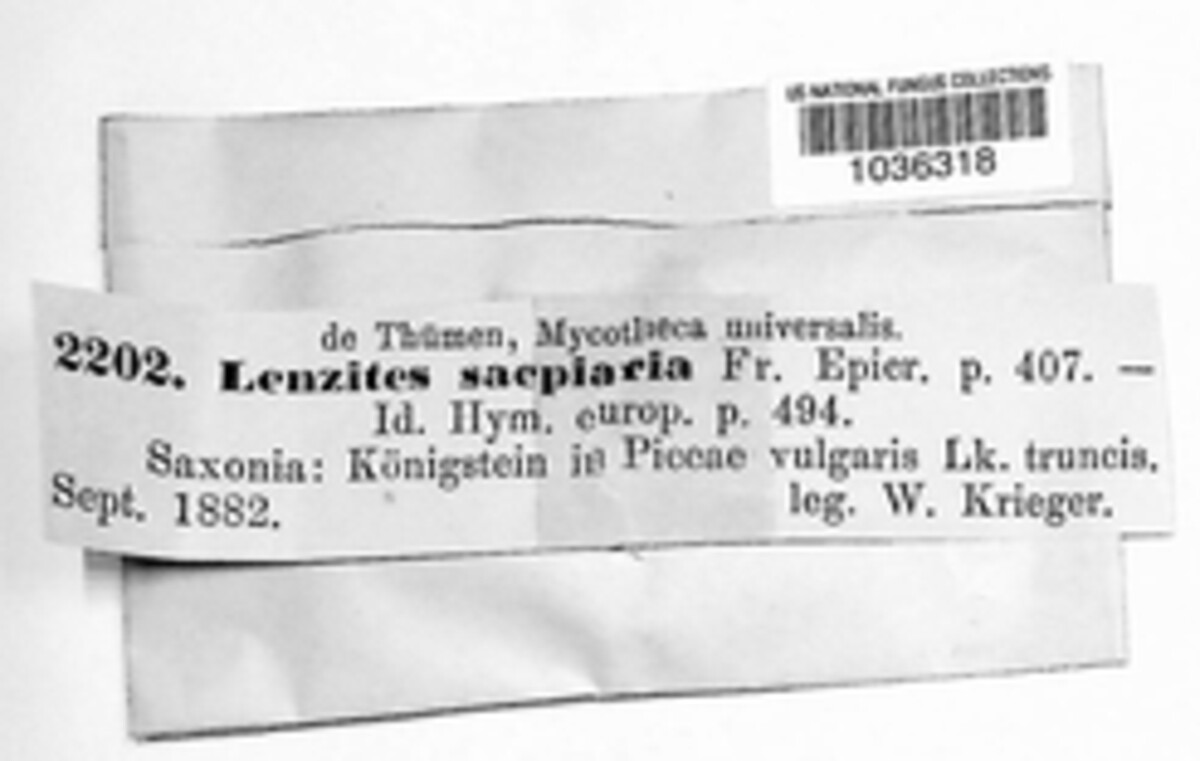 US NATIONAL FUNGUS COLLECTIONS
1036318
de Thümen, Mycotheca universalis.
2202. Lenzites saepiaria Fr. Epicr. p. 407. —
Id. Hym. europ. p. 494.
Saxonia: Königstein in Piceae vulgaris Lk. truncis.
Sept. 1882. leg. W. Krieger.